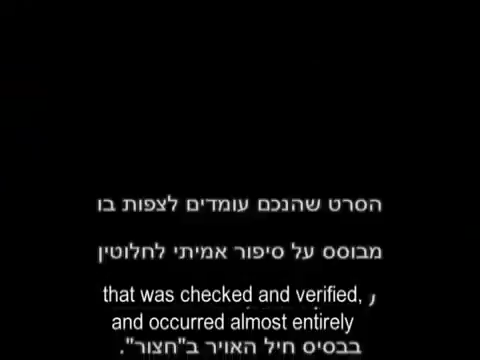 הסרט שהנכם עומדים לצפות בו
מבוסס על סיפור אמיתי לחלוטין
that was checked and verified,
and occurred almost entirely
בבסיס חיל האויר ב"חצור".